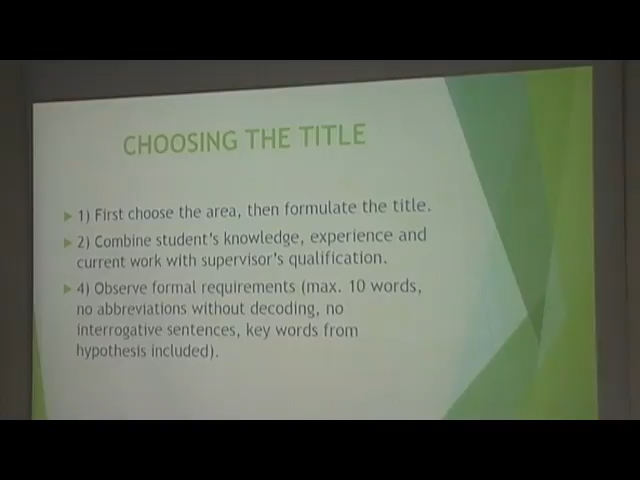 CHOOSING THE TITLE
1) First choose the area, then formulate the title.
2) Combine student's knowledge, experience and
current work with supervisor's qualification.
4) Observe formal requirements (max. 10 words,
no abbreviations without decoding, no
interrogative sentences, key words from
hypothesis included).